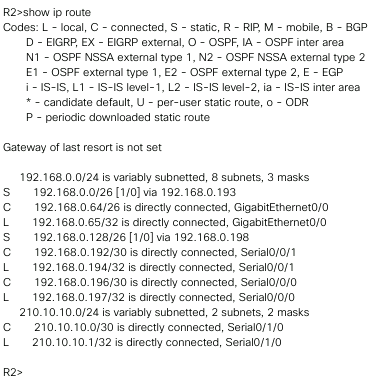 R2>show ip route
Codes: L - local, C - connected, S - static, R - RIP, M - mobile, B - BGP
D - EIGRP, EX - EIGRP external, O - OSPF, IA - OSPF inter area
N1 - OSPF NSSA external type 1, N2 - OSPF NSSA external type 2
E1 - OSPF external type 1, E2 - OSPF external type 2, E - EGP
i - IS-IS, L1 - IS-IS level-1, L2 - IS-IS level-2, ia - IS-IS inter area
* - candidate default, U - per-user static route, o - ODR
P - periodic downloaded static route
Gateway of last resort is not set
192.168.0.0/24 is variably subnetted, 8 subnets, 3 masks
S 192.168.0.0/26 [1/0] via 192.168.0.193
C 192.168.0.64/26 is directly connected, GigabitEthernet0/0
L 192.168.0.65/32 is directly connected, GigabitEthernet0/0
S 192.168.0.128/26 [1/0] via 192.168.0.198
C 192.168.0.192/30 is directly connected, Serial0/0/1
L 192.168.0.194/32 is directly connected, Serial0/0/1
C 192.168.0.196/30 is directly connected, Serial0/0/0
L 192.168.0.197/32 is directly connected, Serial0/0/0
210.10.10.0/24 is variably subnetted, 2 subnets, 2 masks
C 210.10.10.0/30 is directly connected, Serial0/1/0
L 210.10.10.1/32 is directly connected, Serial0/1/0
R2>